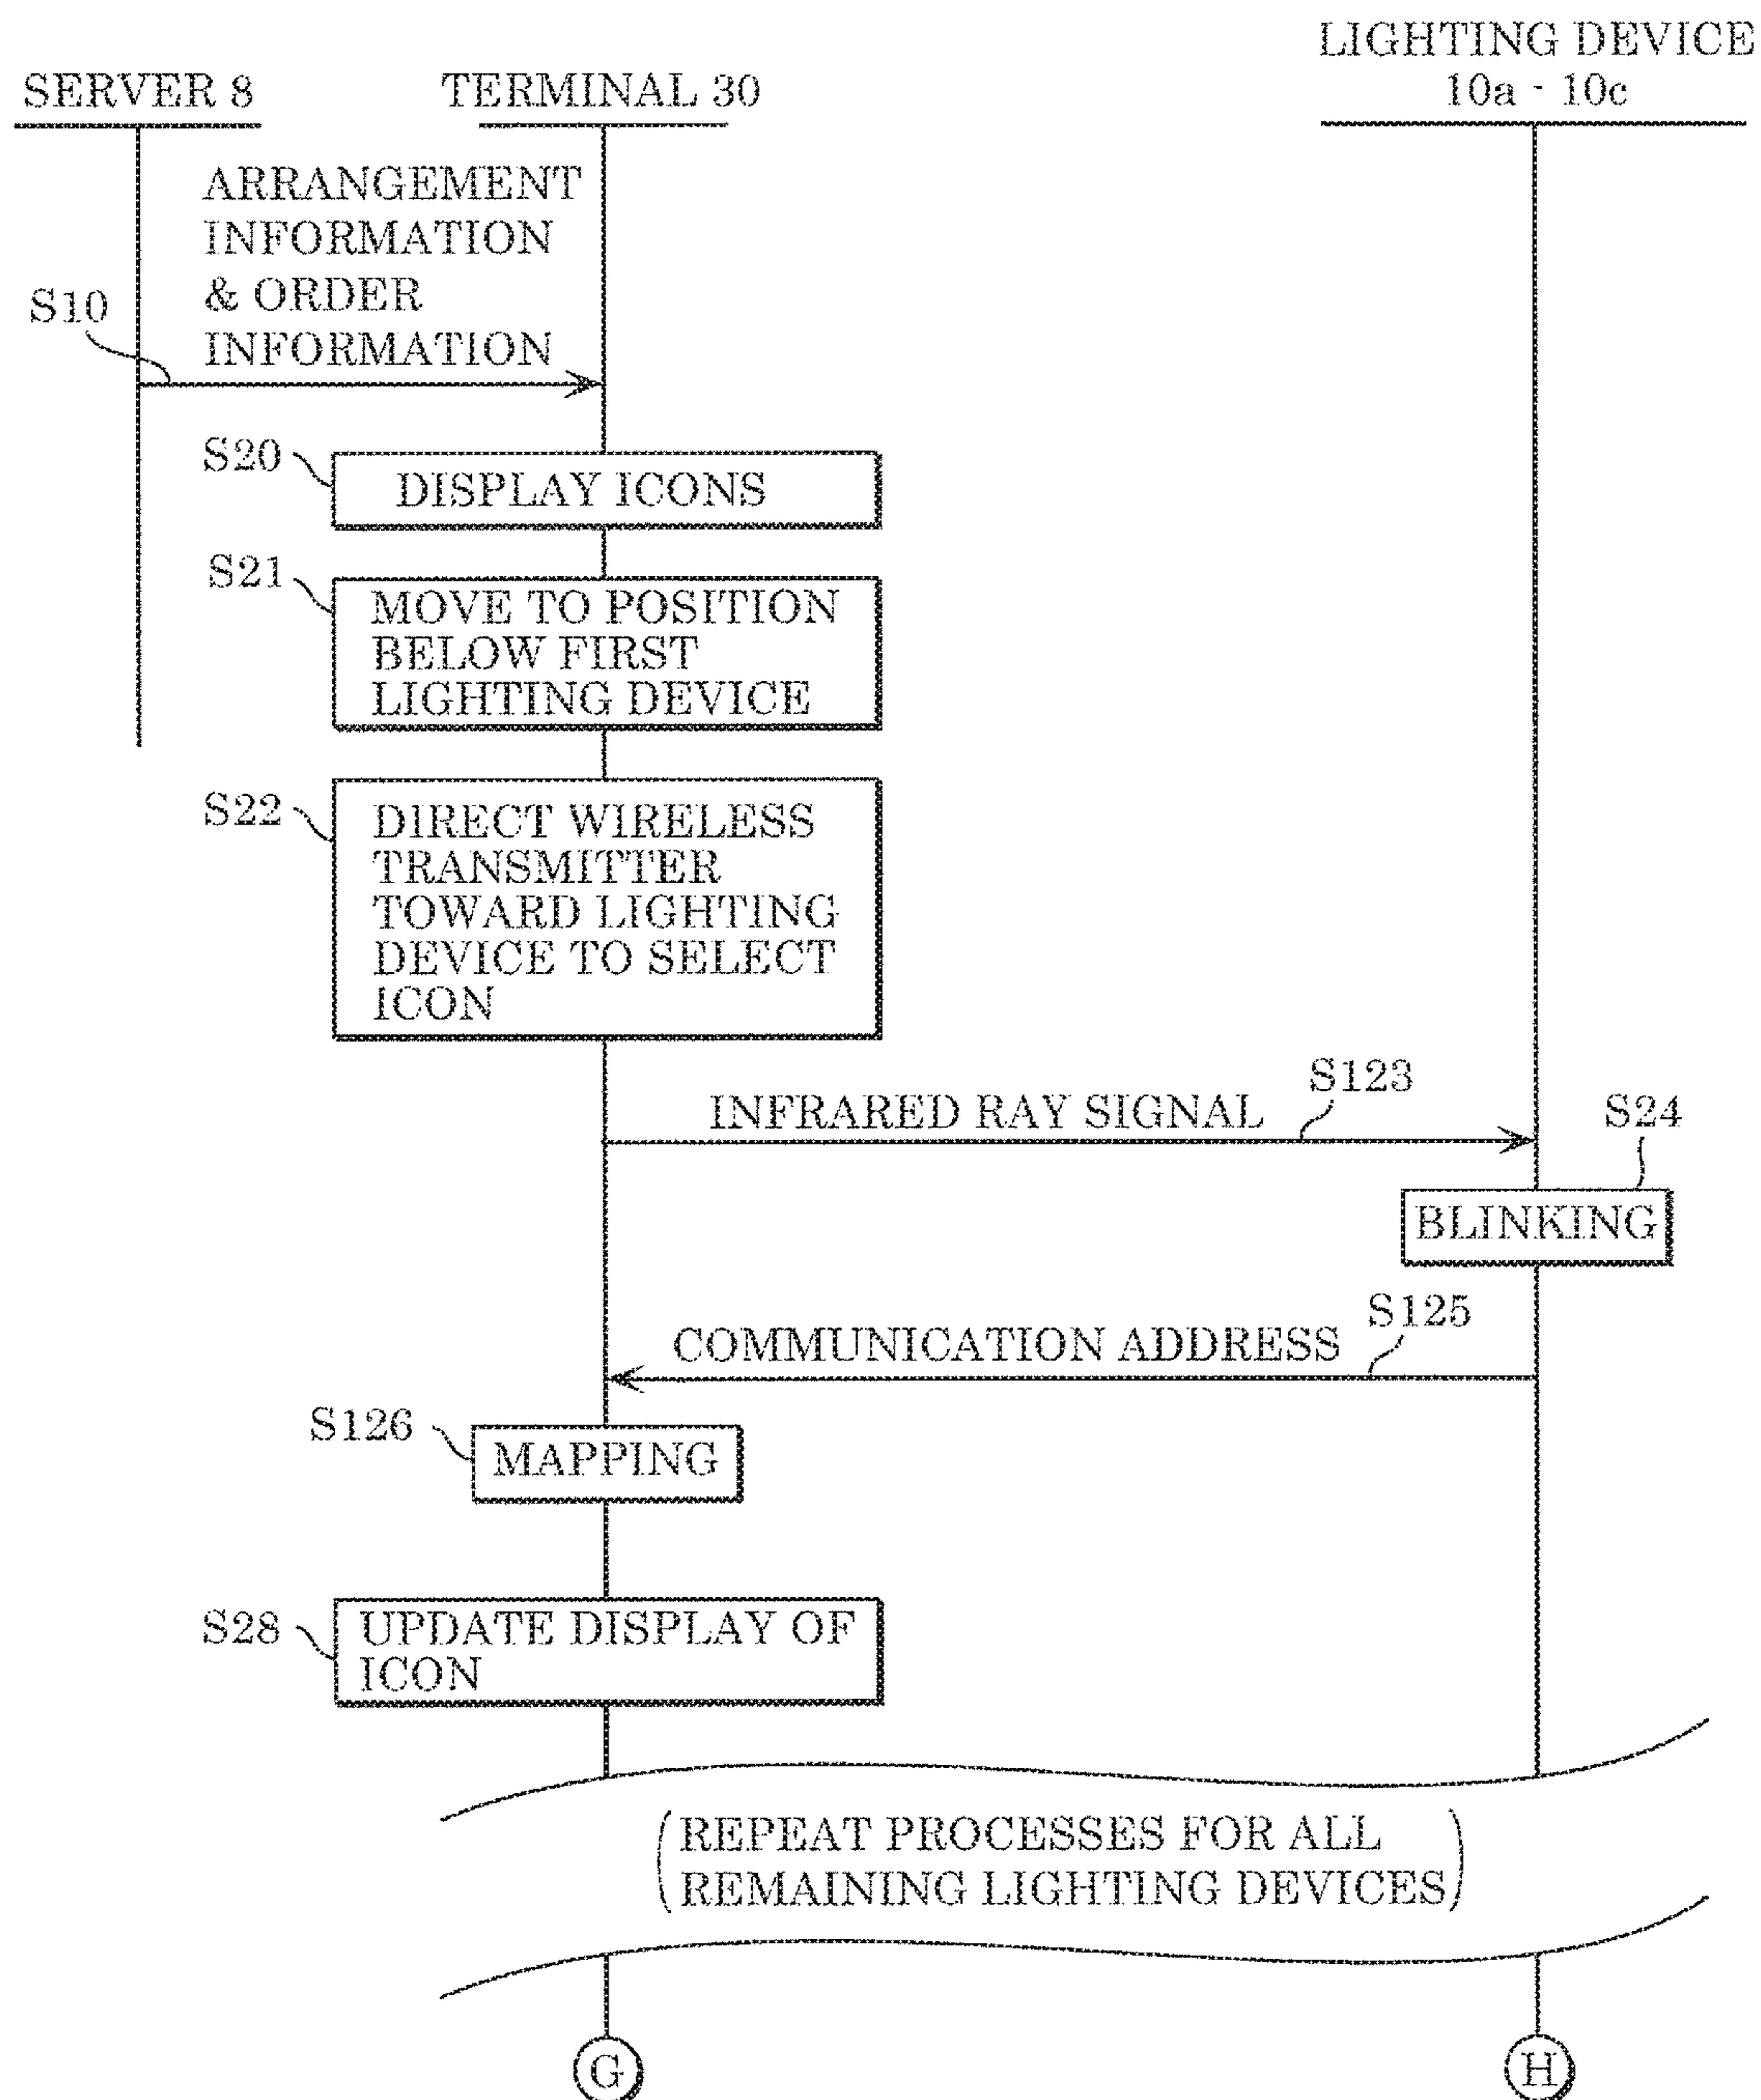 SERVER 8
TERMINAL 30
LIGHTING DEVICE
10a - 10c
ARRANGEMENT
INFORMATION
& ORDER
INFORMATION
S10
S20
DISPLAY ICONS
S21
MOVE TO POSITION
BELOW FIRST
LIGHTING DEVICE
S22
DIRECT WIRELESS
TRANSMITTER
TOWARD LIGHTING
DEVICE TO SELECT
ICON
INFRARED RAY SIGNAL
S123
S24
BLINKING
COMMUNICATION ADDRESS
S125
S126
MAPPING
S28
UPDATE DISPLAY OF
ICON
(REPEAT PROCESSES FOR ALL
REMAINING LIGHTING DEVICES)
G
H